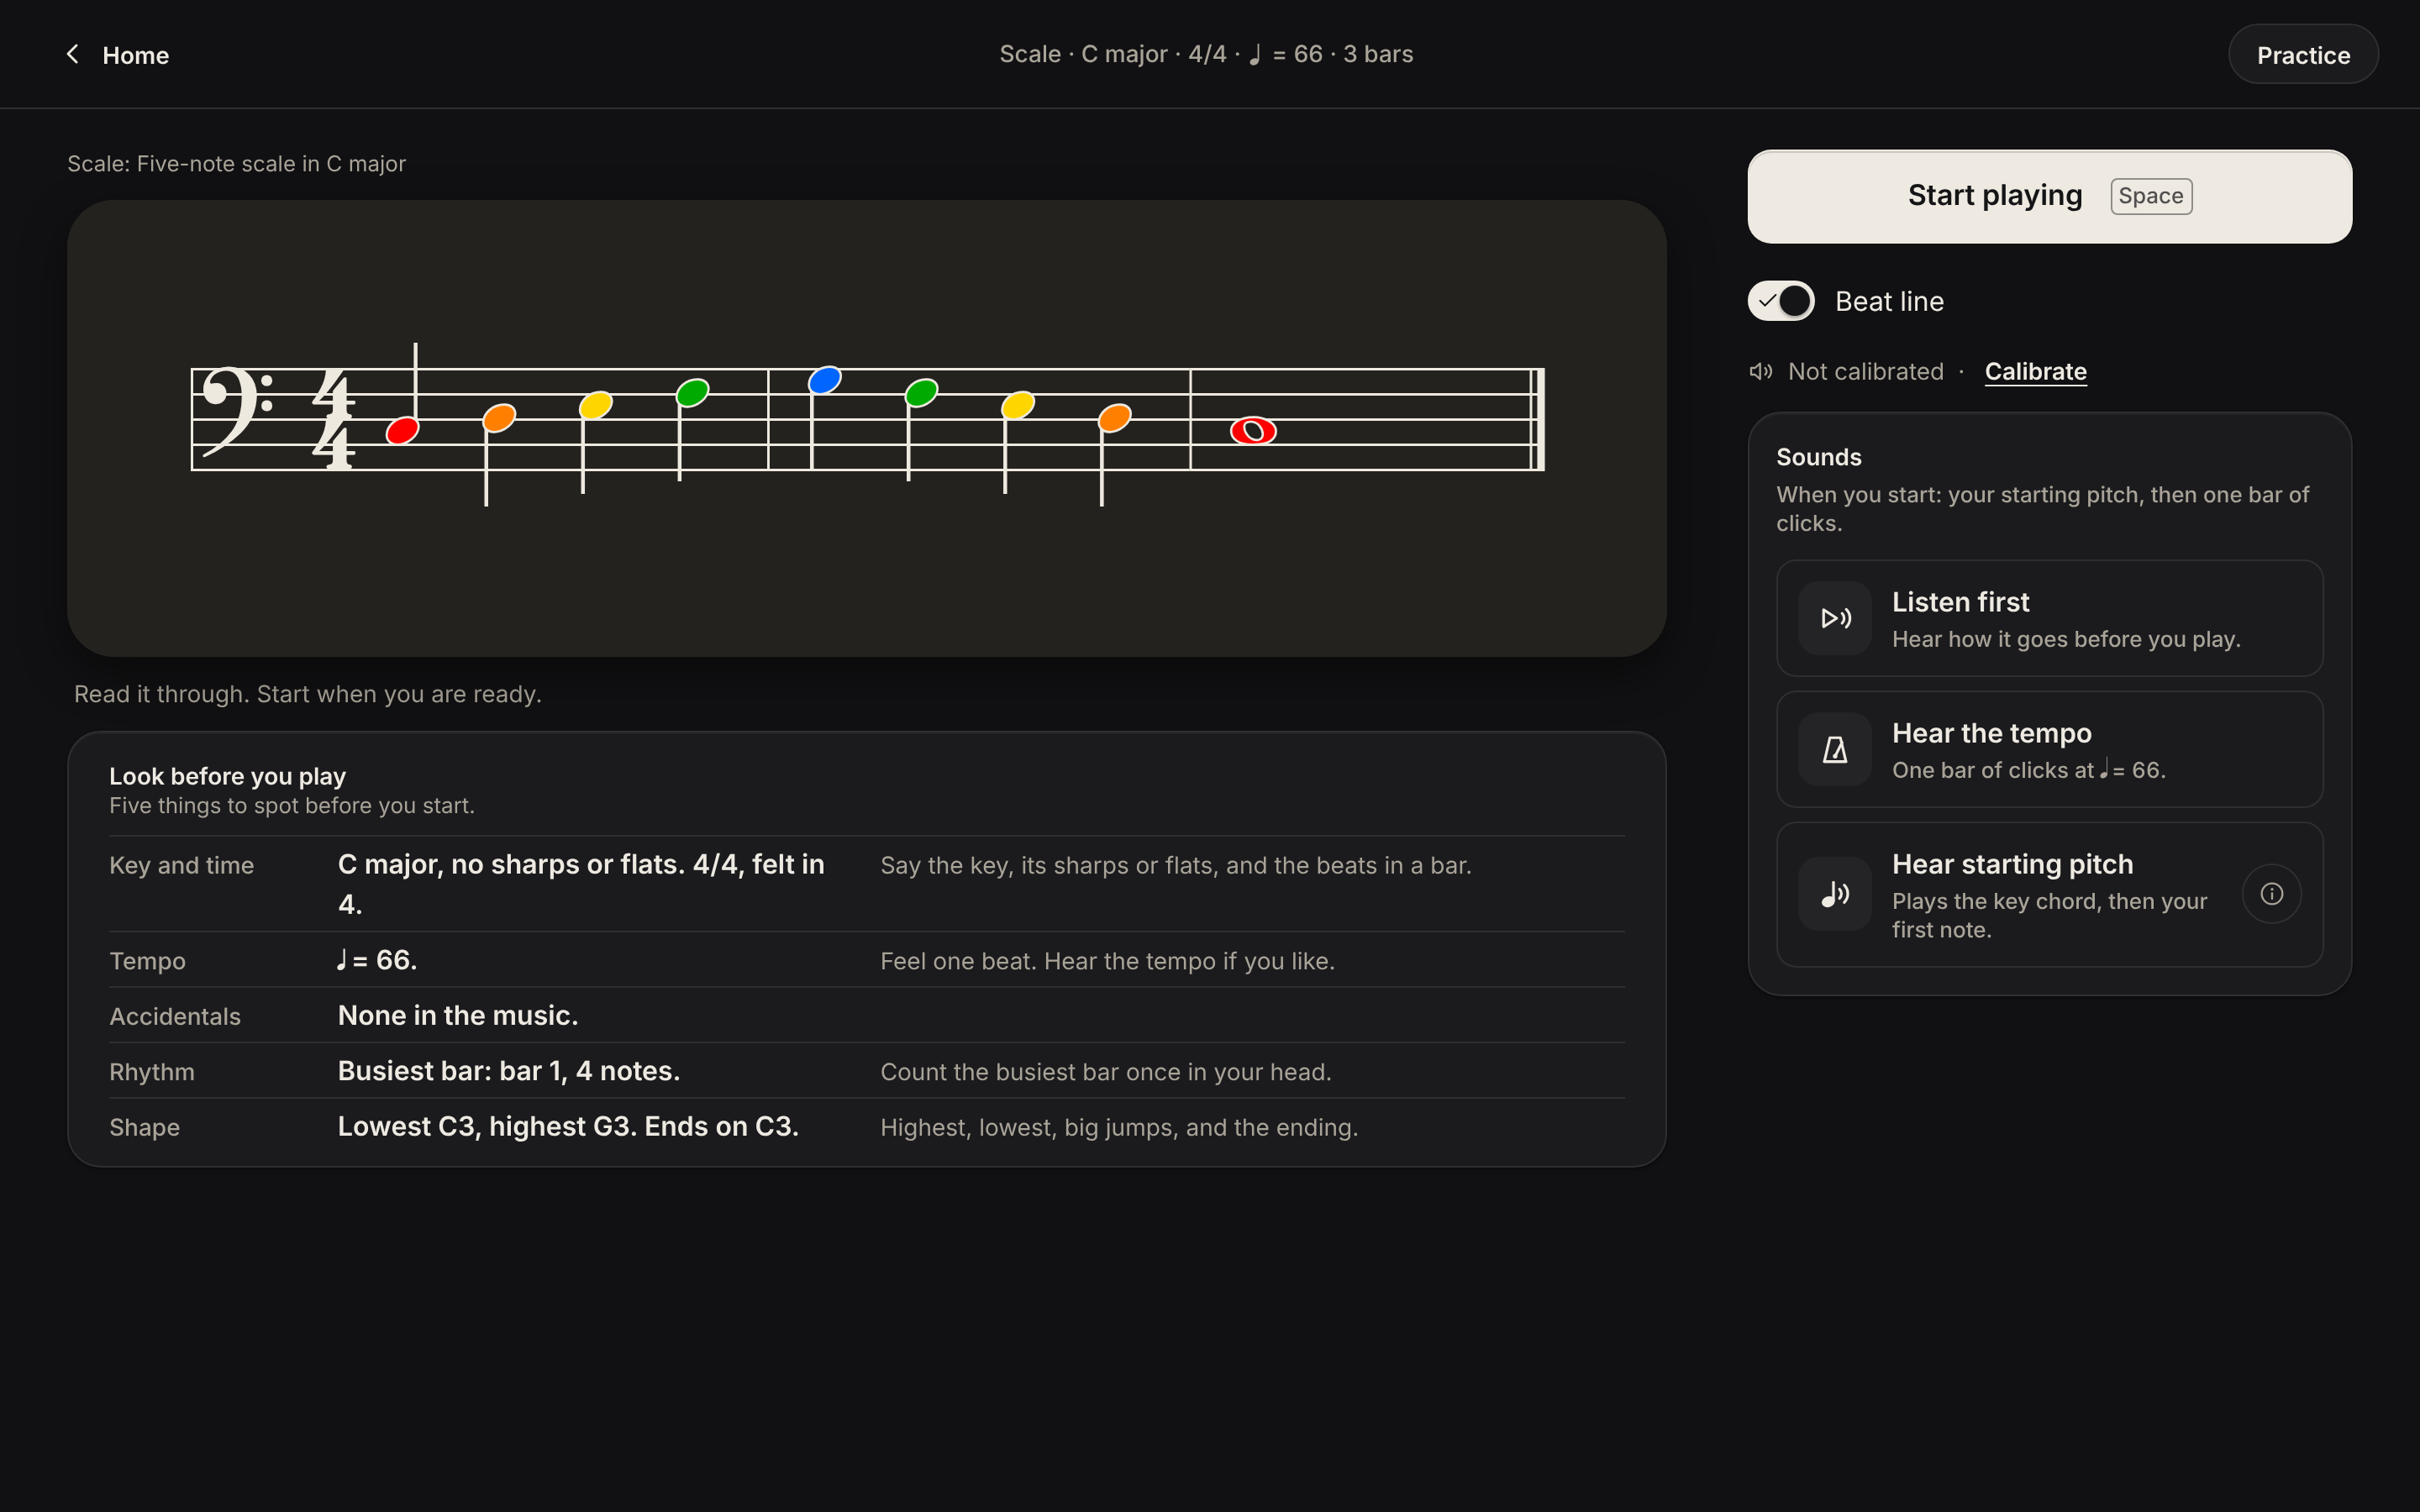 Home
Scale · C major · 4/4 · ♩ = 66 · 3 bars
Practice
Scale: Five-note scale in C major
4
4
Read it through. Start when you are ready.
Look before you play
Five things to spot before you start.
Key and time
C major, no sharps or flats. 4/4, felt in
4.
Say the key, its sharps or flats, and the beats in a bar.
Tempo
♩= 66.
Feel one beat. Hear the tempo if you like.
Accidentals
None in the music.
Rhythm
Busiest bar: bar 1, 4 notes.
Count the busiest bar once in your head.
Shape
Lowest C3, highest G3. Ends on C3.
Highest, lowest, big jumps, and the ending.
Start playing Space
Beat line
Not calibrated · Calibrate
Sounds
When you start: your starting pitch, then one bar of
clicks.
Listen first
Hear how it goes before you play.
Hear the tempo
One bar of clicks at ♩= 66.
Hear starting pitch
Plays the key chord, then your
first note.